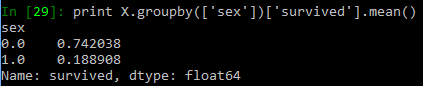 In [29]: print X.groupby(['sex'])['survived'].mean()
sex
0.0    0.742038
1.0    0.188908
Name: survived, dtype: float64